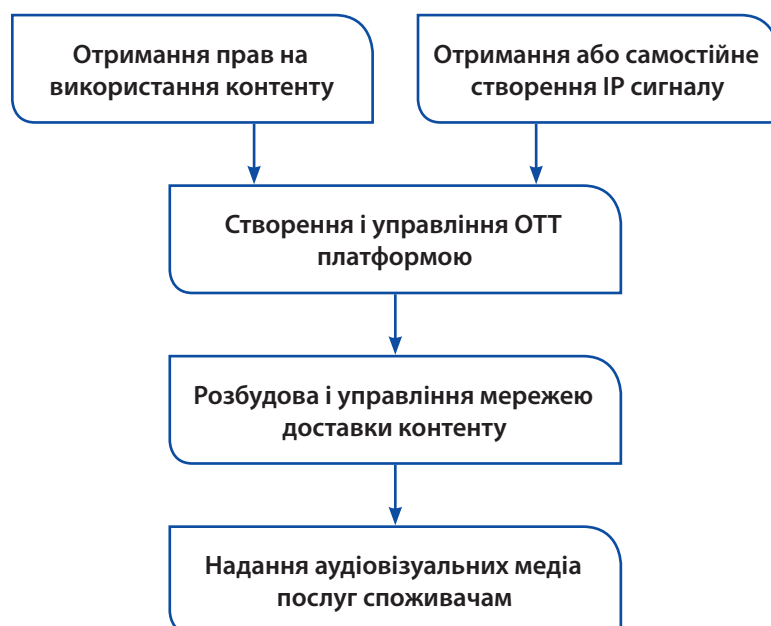 Отримання прав на
використання контенту
Отримання або самостійне
створення IP сигналу
Створення і управління ОТТ
платформою
Розбудова і управління мережею
доставки контенту
Надання аудіовізуальних медіа
послуг споживачам